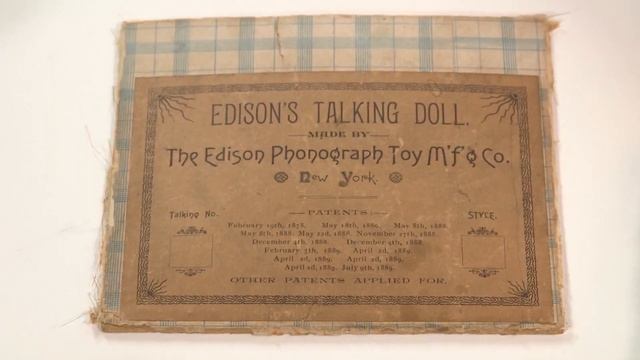 EDISON'S TALKING DOLL.
MADE BY
The Edison Phonograph Toy M'f'g Co.
New York.
PATENTS
Talking No.
STYLE.
February 19th, 1878. May 18th, 1880. May 8th, 1888.
May 8th, 1888. May 22d, 1888. November 27th, 1888.
December 4th, 1888. December 9th, 1888
February 5th, 1889. April 2d, 1889.
April 2d, 1889. April 2d, 1889.
April 2d, 1889. July 9th, 1889.
OTHER PATENTS APPLIED FOR.